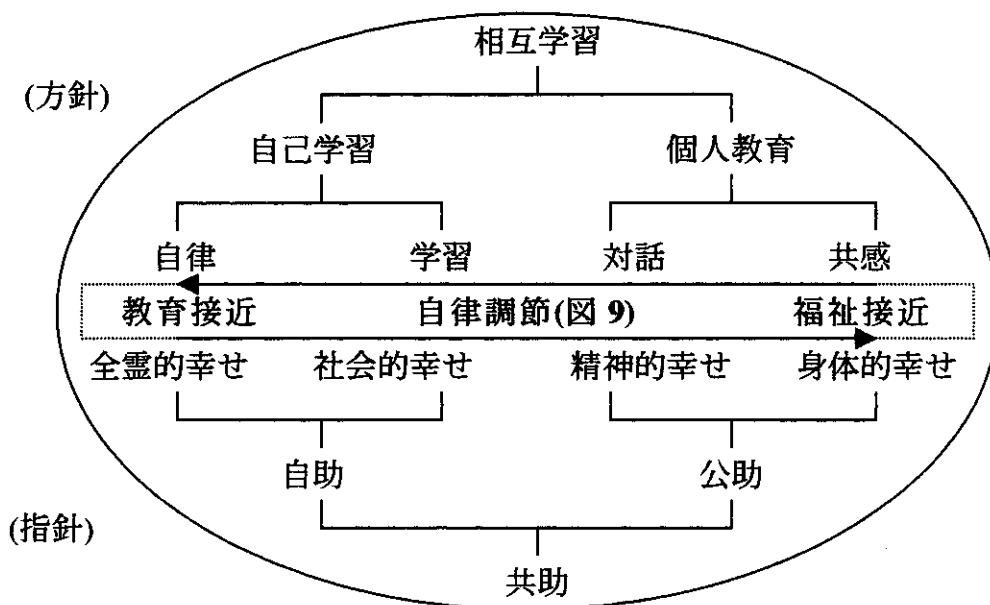 相互学習
(方針)
自己学習 個人教育
自律 学習 対話 共感
教育接近 自律調節(図 9) 福祉接近
全霊的幸せ 社会的幸せ 精神的幸せ 身体的幸せ
自助 公助
(指針)
共助